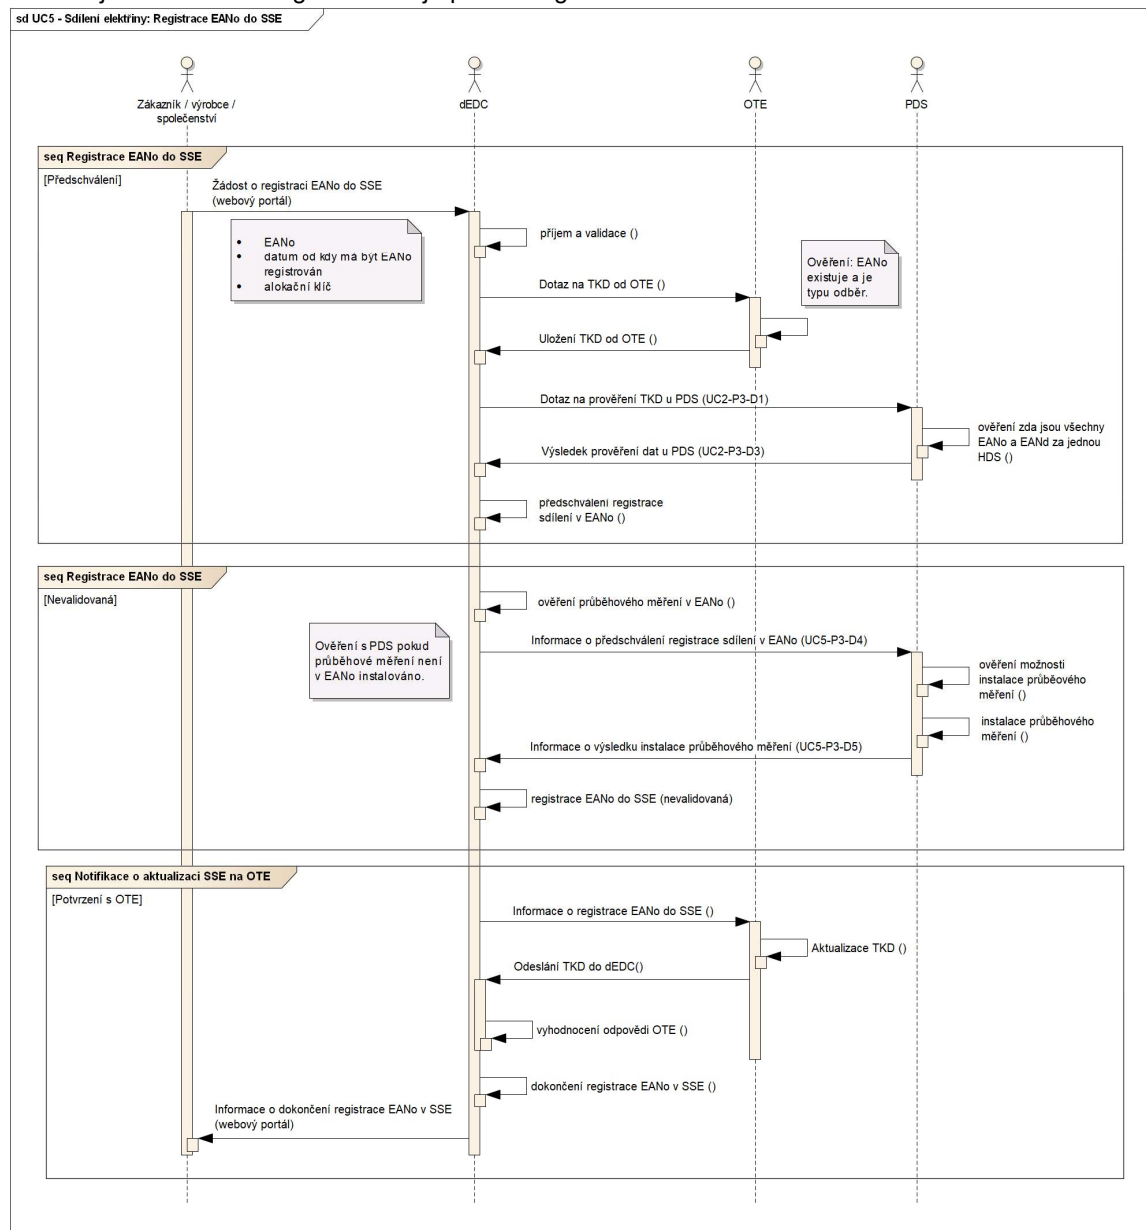 sd UC5 - Sdílení elektřiny: Registrace EANo do SSE
Zákazník / výrobce /
společenství
dEDC
OTE
PDS
seq Registrace EANo do SSE
[Předschválení]
Žádost o registraci EANo do SSE
(webový portál)
• EANo
• datum od kdy má být EANo
registrován
• alokační klíč
příjem a validace ()
Ověření: EANo
existuje a je
typu odběr.
Dotaz na TKD od OTE ()
Uložení TKD od OTE ()
Dotaz na prověření TKD u PDS (UC2-P3-D1)
ověření zda jsou všechny
EANo a EANd za jednou
HDS ()
Výsledek prověření dat u PDS (UC2-P3-D3)
předschválení registrace
sdílení v EANo ()
seq Registrace EANo do SSE
[Nevalidovaná]
ověření průběhového měření v EANo ()
Ověření s PDS pokud
průběhové měření není
v EANo instalováno.
Informace o předschválení registrace sdílení v EANo (UC5-P3-D4)
ověření možnosti
instalace průběového
měření ()
instalace průběhového
měření ()
Informace o výsledku instalace průběhového měření (UC5-P3-D5)
registrace EANo do SSE (nevalidovaná)
seq Notifikace o aktualizaci SSE na OTE
[Potvrzení s OTE]
Informace o registrace EANo do SSE ()
Aktualizace TKD ()
Odeslání TKD do dEDC()
vyhodnocení odpovědi OTE ()
dokončení registrace EANo v SSE ()
Informace o dokončení registrace EANo v SSE
(webový portál)